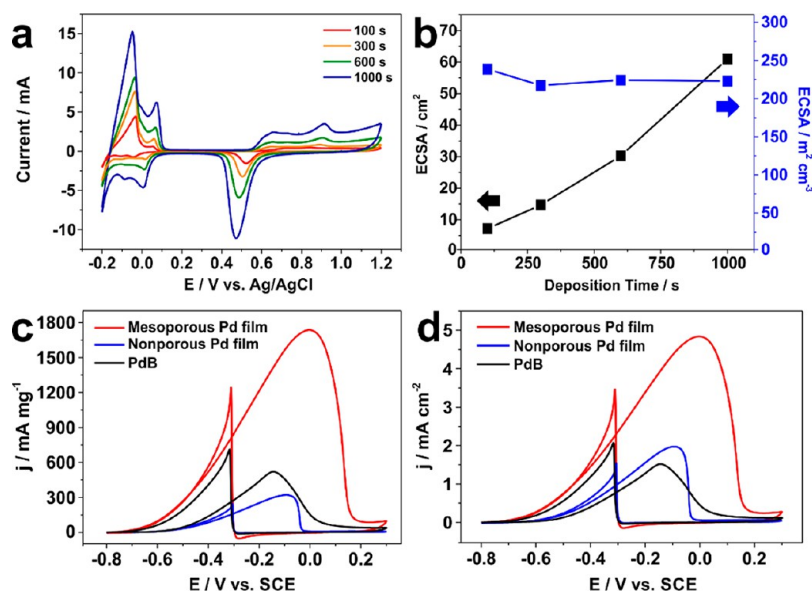 a
100 s
300 s
600 s
1000 s
Current / mA
15
10
5
0
-5
-10
-0.2 0.0 0.2 0.4 0.6 0.8 1.0 1.2
E / V vs. Ag/AgCl
b
ECSA / cm²
70
60
50
40
30
20
10
0
0 250 500 750 1000
Deposition Time / s
300
250
200
150
100
50
0
ECSA / m² cm³
c
Mesoporous Pd film
Nonporous Pd film
PdB
j / mA mg⁻¹
1800
1500
1200
900
600
300
0
-0.8 -0.6 -0.4 -0.2 0.0 0.2
E / V vs. SCE
d
Mesoporous Pd film
Nonporous Pd film
PdB
j / mA cm⁻²
5
4
3
2
1
0
-0.8 -0.6 -0.4 -0.2 0.0 0.2
E / V vs. SCE